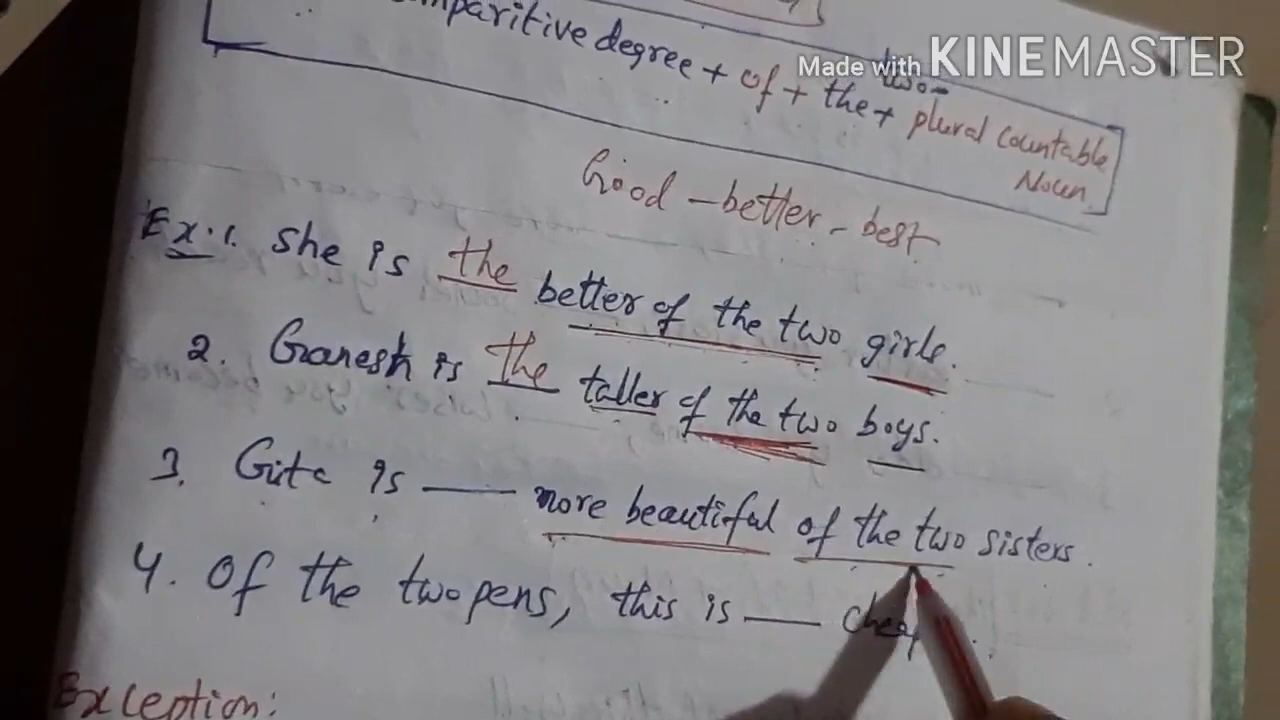 Made with KINEMASTER
comparitive degree + of + the + two plural countable
Noun.
Good - better - best
Ex. 1. She is the better of the two girls.
2. Ganesh is the taller of the two boys.
3. Gita is ___ more beautiful of the two sisters.
4. Of the two pens, this is ___
Exception: